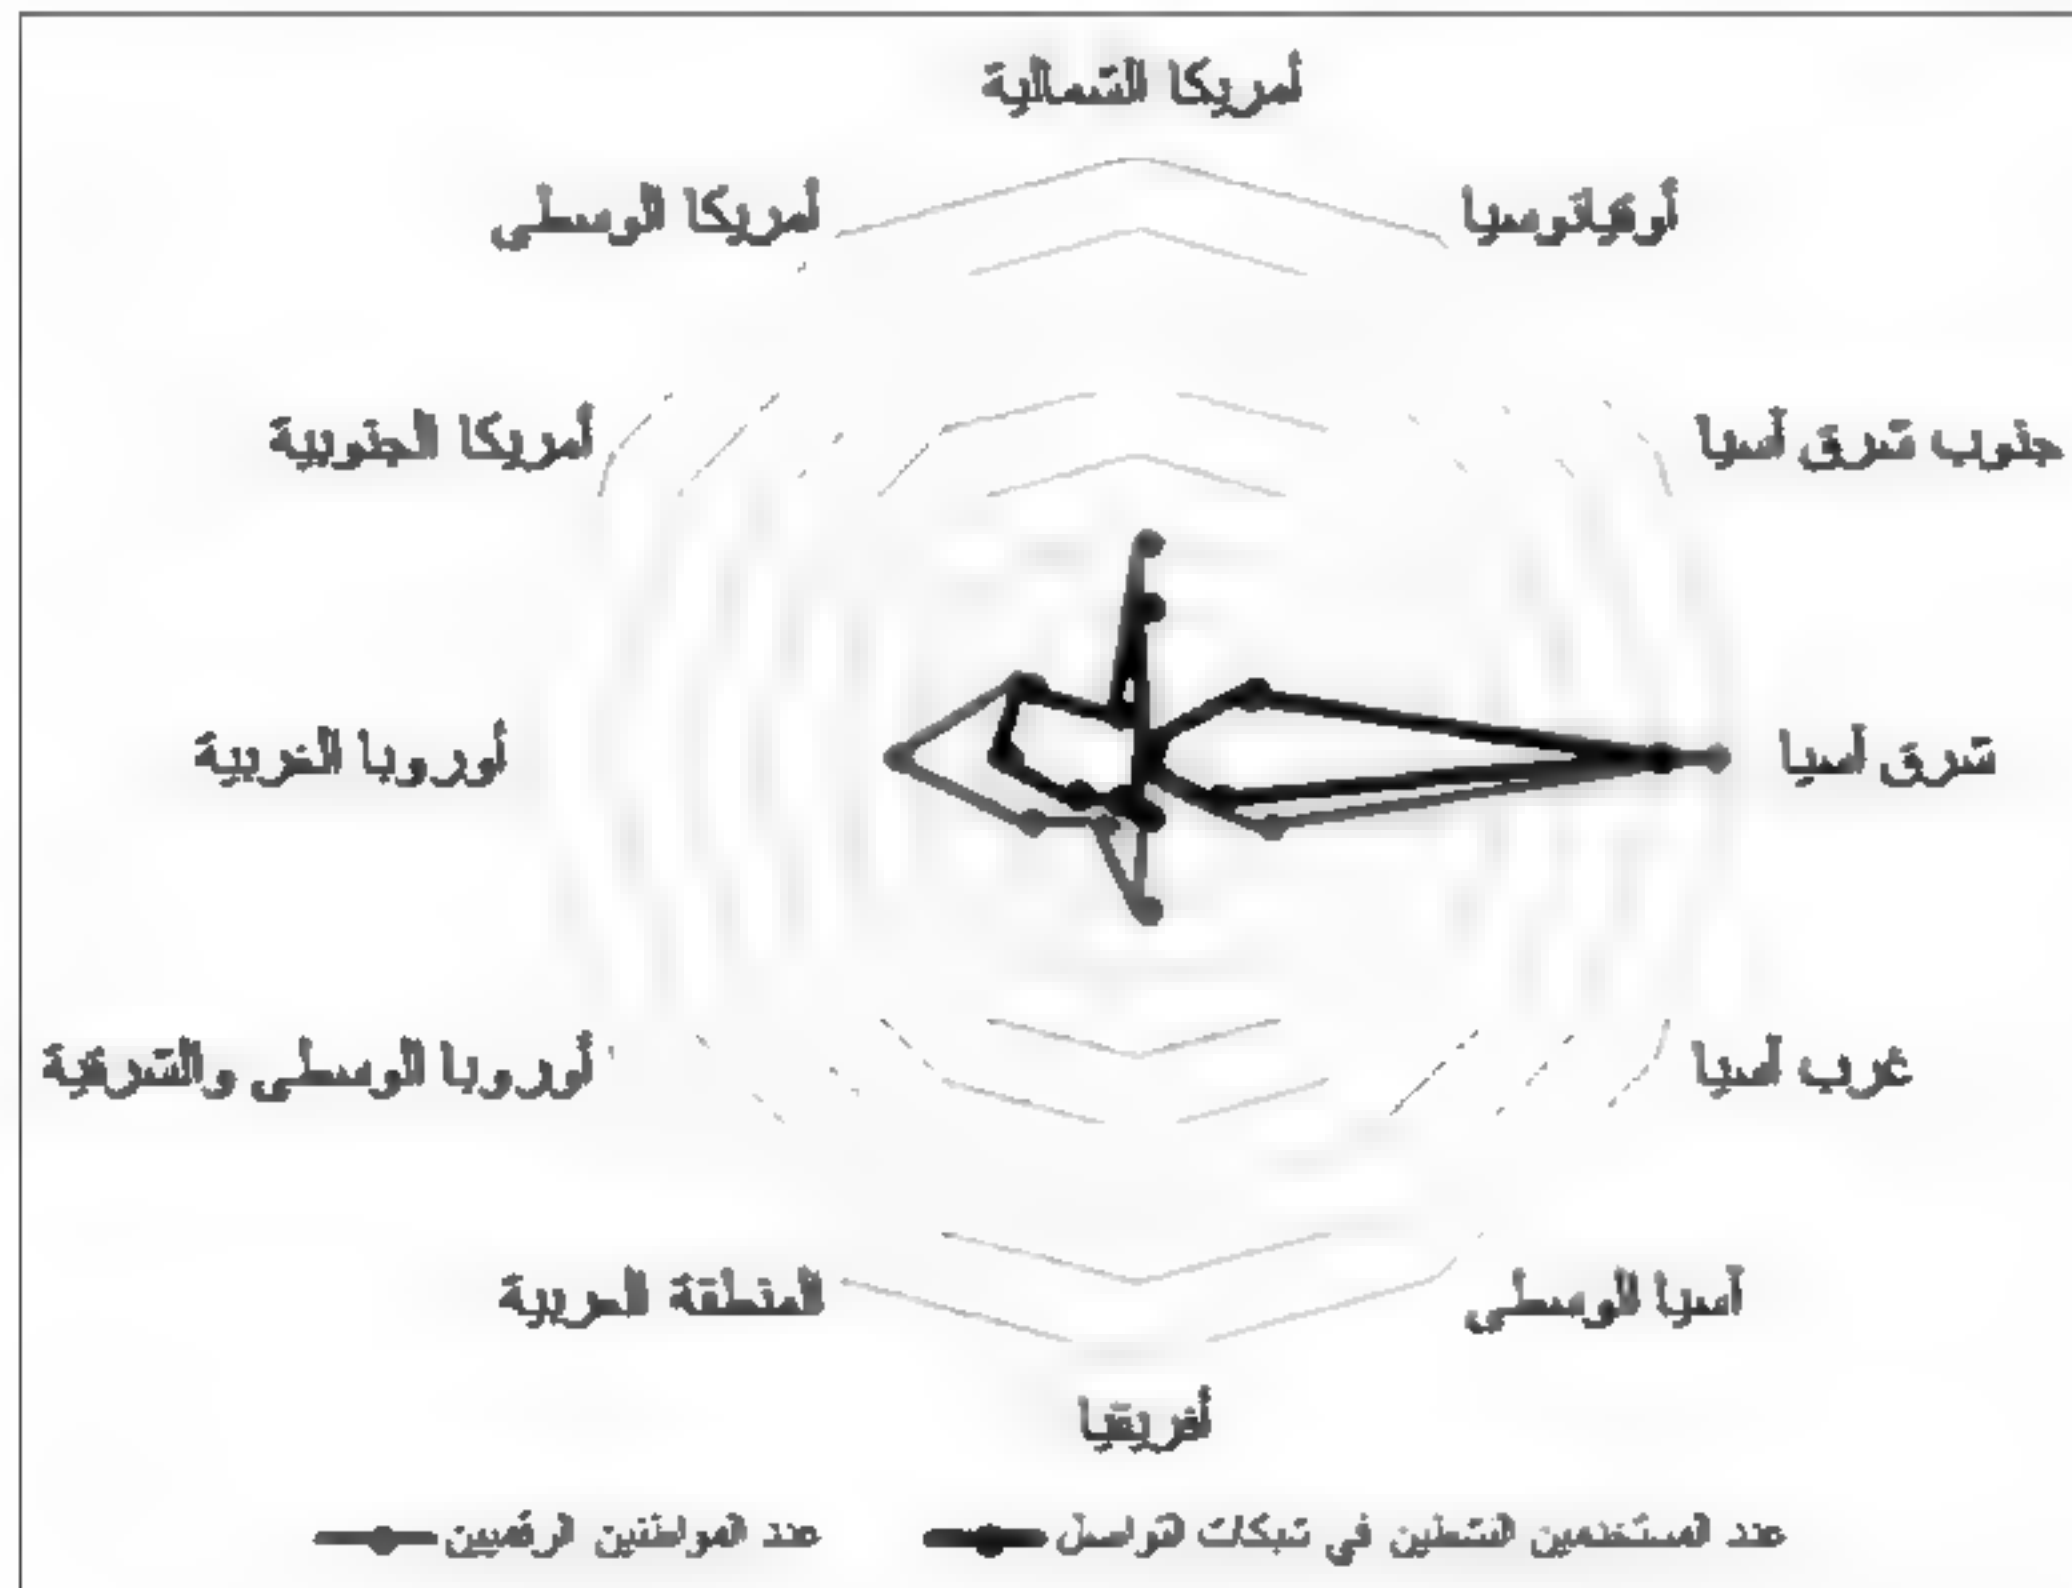 أمريكا الشمالية
أمريكا الوسطى
أوقيانوسيا
أمريكا الجنوبية
جنوب شرق آسيا
أوروبا الغربية
شرق آسيا
أوروبا الوسطى والشرقية
غرب آسيا
المنطقة العربية
آسيا الوسطى
أفريقيا
عدد المستخدمين النشطين في شبكات التواصل
عدد المواطنين الرقميين